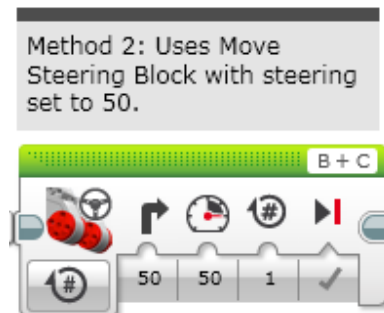 Method 2: Uses Move
Steering Block with steering
set to 50.
B + C
#
#
50 50 1